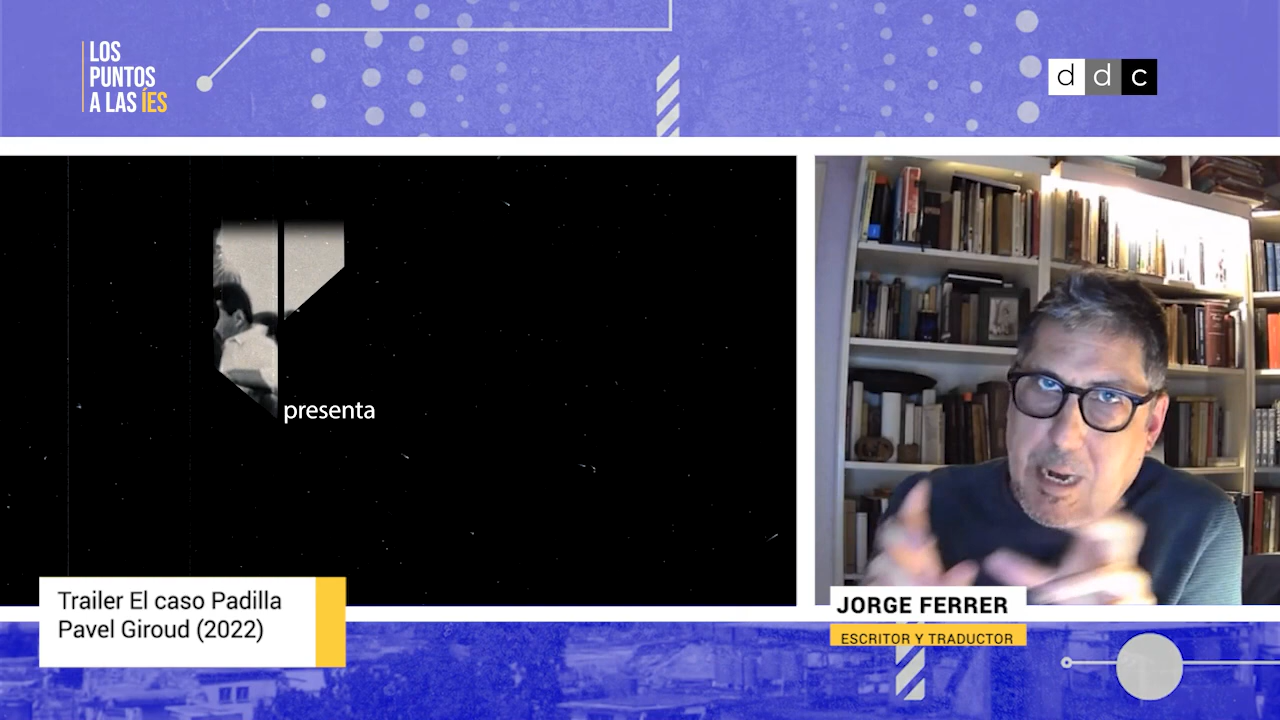 LOS
PUNTOS
A LAS ÍES
ddc
presenta
Trailer El caso Padilla
Pavel Giroud (2022)
JORGE FERRER
ESCRITOR Y TRADUCTOR